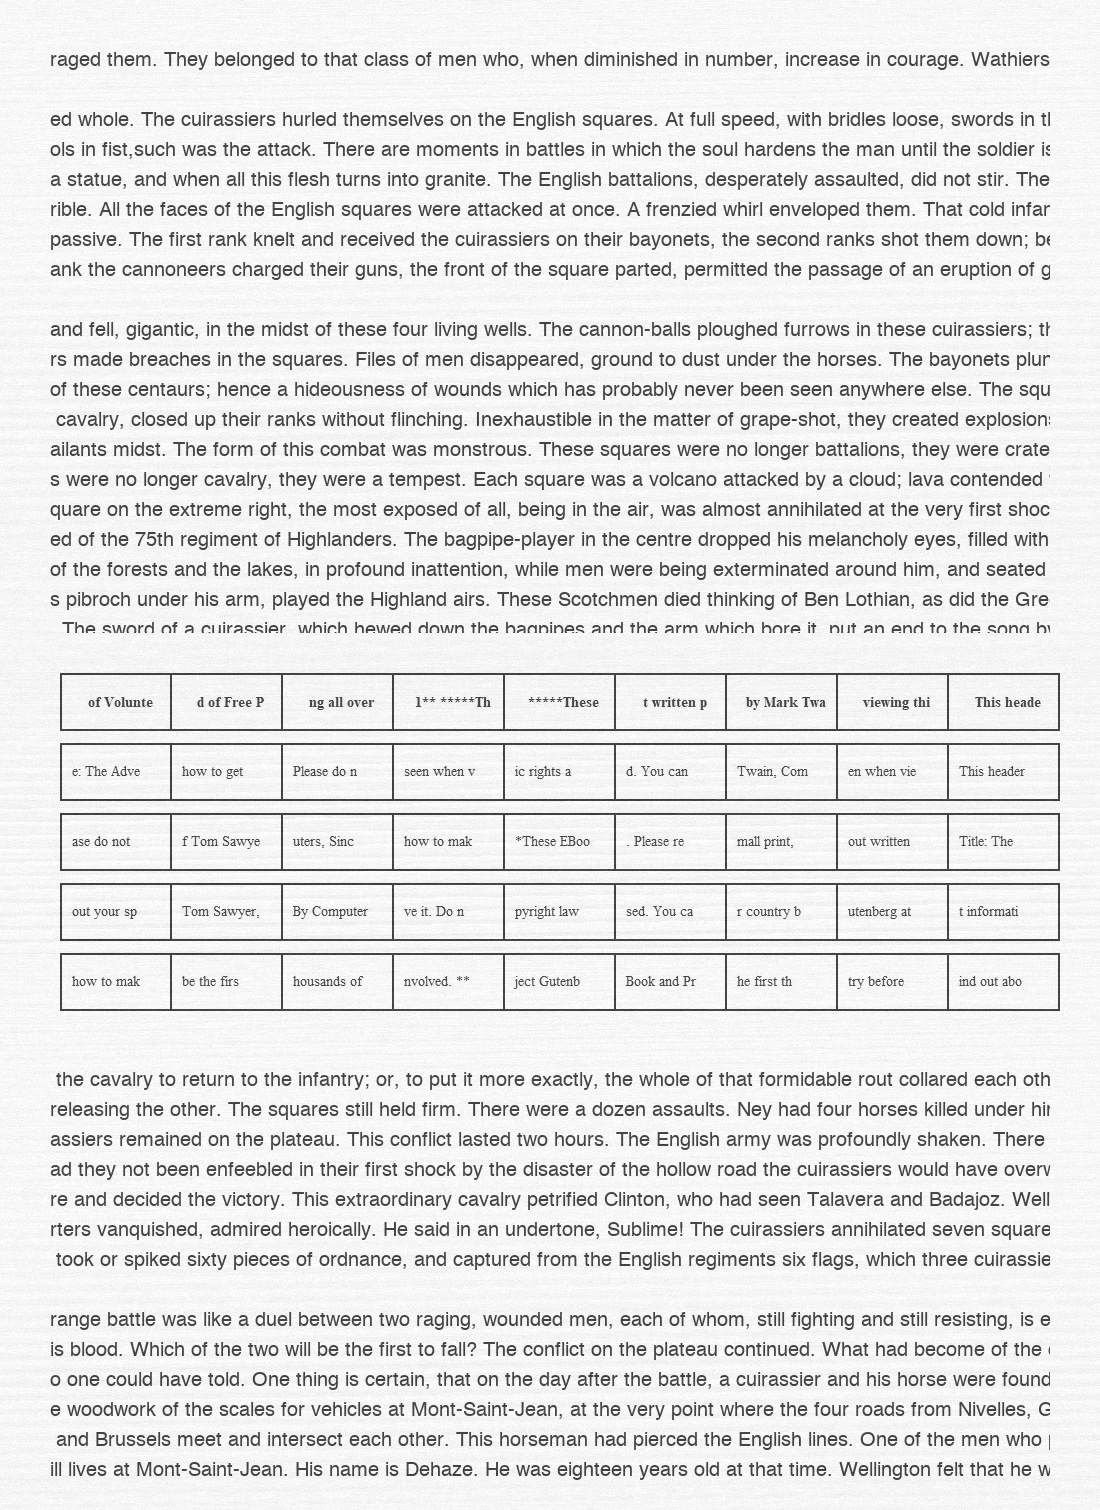 raged them. They belonged to that class of men who, when diminished in number, increase in courage. Wathiers
ed whole. The cuirassiers hurled themselves on the English squares. At full speed, with bridles loose, swords in
ols in fist,such was the attack. There are moments in battles in which the soul hardens the man until the soldier is
a statue, and when all this flesh turns into granite. The English battalions, desperately assaulted, did not stir. The
rible. All the faces of the English squares were attacked at once. A frenzied whirl enveloped them. That cold
passive. The first rank knelt and received the cuirassiers on their bayonets, the second ranks shot them down;
ank the cannoneers charged their guns, the front of the square parted, permitted the passage of an eruption of g
and fell, gigantic, in the midst of these four living wells. The cannon-balls ploughed furrows in these cuirassiers;
rs made breaches in the squares. Files of men disappeared, ground to dust under the horses. The bayonets
of these centaurs; hence a hideousness of wounds which has probably never been seen anywhere else. The squ
cavalry, closed up their ranks without flinching. Inexhaustible in the matter of grape-shot, they created explosions
ailants midst. The form of this combat was monstrous. These squares were no longer battalions, they were crate
s were no longer cavalry, they were a tempest. Each square was a volcano attacked by a cloud; lava contended
quare on the extreme right, the most exposed of all, being in the air, was almost annihilated at the very first shoc
ed of the 75th regiment of Highlanders. The bagpipe-player in the centre dropped his melancholy eyes, filled with
of the forests and the lakes, in profound inattention, while men were being exterminated around him, and seated
s pibroch under his arm, played the Highland airs. These Scotchmen died thinking of Ben Lothian, as did the Gre
The sword of a cuirassier, which hewed down the bagpipes and the arm which bore it, put an end to the song by
of Volunte d of Free P ng all over 1** *****Th *****These t written p by Mark Twa viewing thi This heade
e: The Adve how to get Please do n seen when v ic rights a d. You can Twain, Com en when vie This header
ase do not f Tom Sawye uters, Sinc how to mak *These EBoo . Please re mall print, out written Title: The
out your sp Tom Sawyer, By Computer ve it. Do n pyright law sed. You ca r country b utenberg at t informati
how to mak be the firs housands of nvolved. ** ject Gutenb Book and Pr he first th try before ind out abo
the cavalry to return to the infantry; or, to put it more exactly, the whole of that formidable rout collared each oth
releasing the other. The squares still held firm. There were a dozen assaults. Ney had four horses killed under
assiers remained on the plateau. This conflict lasted two hours. The English army was profoundly shaken. There
ad they not been enfeebled in their first shock by the disaster of the hollow road the cuirassiers would have
re and decided the victory. This extraordinary cavalry petrified Clinton, who had seen Talavera and Badajoz. Well
rters vanquished, admired heroically. He said in an undertone, Sublime! The cuirassiers annihilated seven square
took or spiked sixty pieces of ordnance, and captured from the English regiments six flags, which three cuirassie
range battle was like a duel between two raging, wounded men, each of whom, still fighting and still resisting, is e
is blood. Which of the two will be the first to fall? The conflict on the plateau continued. What had become of the
o one could have told. One thing is certain, that on the day after the battle, a cuirassier and his horse were found
e woodwork of the scales for vehicles at Mont-Saint-Jean, at the very point where the four roads from Nivelles, G
and Brussels meet and intersect each other. This horseman had pierced the English lines. One of the men who
ill lives at Mont-Saint-Jean. His name is Dehaze. He was eighteen years old at that time. Wellington felt that he w